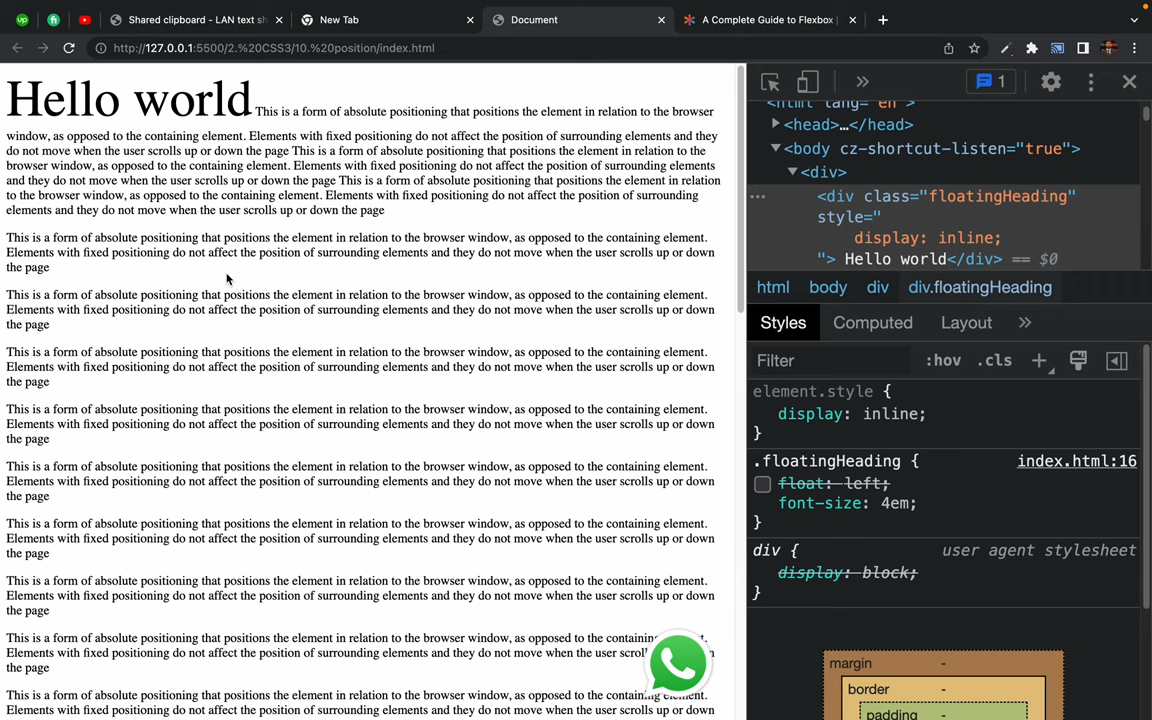 up
fi
Shared clipboard - LAN text sh
New Tab
Document
A Complete Guide to Flexbox
http://127.0.0.1:5500/2.%20CSS3/10.%20position/index.html
Hello world This is a form of absolute positioning that positions the element in relation to the browser
window, as opposed to the containing element. Elements with fixed positioning do not affect the position of surrounding elements and they
do not move when the user scrolls up or down the page This is a form of absolute positioning that positions the element in relation to the
browser window, as opposed to the containing element. Elements with fixed positioning do not affect the position of surrounding elements
and they do not move when the user scrolls up or down the page This is a form of absolute positioning that positions the element in relation
to the browser window, as opposed to the containing element. Elements with fixed positioning do not affect the position of surrounding
elements and they do not move when the user scrolls up or down the page
This is a form of absolute positioning that positions the element in relation to the browser window, as opposed to the containing element.
Elements with fixed positioning do not affect the position of surrounding elements and they do not move when the user scrolls up or down
the page
This is a form of absolute positioning that positions the element in relation to the browser window, as opposed to the containing element.
Elements with fixed positioning do not affect the position of surrounding elements and they do not move when the user scrolls up or down
the page
This is a form of absolute positioning that positions the element in relation to the browser window, as opposed to the containing element.
Elements with fixed positioning do not affect the position of surrounding elements and they do not move when the user scrolls up or down
the page
This is a form of absolute positioning that positions the element in relation to the browser window, as opposed to the containing element.
Elements with fixed positioning do not affect the position of surrounding elements and they do not move when the user scrolls up or down
the page
This is a form of absolute positioning that positions the element in relation to the browser window, as opposed to the containing element.
Elements with fixed positioning do not affect the position of surrounding elements and they do not move when the user scrolls up or down
the page
This is a form of absolute positioning that positions the element in relation to the browser window, as opposed to the containing element.
Elements with fixed positioning do not affect the position of surrounding elements and they do not move when the user scrolls up or down
the page
This is a form of absolute positioning that positions the element in relation to the browser window, as opposed to the containing element.
Elements with fixed positioning do not affect the position of surrounding elements and they do not move when the user scrolls up or down
the page
This is a form of absolute positioning that positions the element in relation to the browser window, as opposed to the containing
Elements with fixed positioning do not affect the position of surrounding elements and they do not move when the user scrolls up or down
the page
This is a form of absolute positioning that positions the element in relation to the browser window, as opposed to the containing element.
Elements with fixed positioning do not affect the position of surrounding elements and they do not move when the user scrolls up or down
1
<html lang="en">
<head>…</head>
<body cz-shortcut-listen="true">
<div>
<div class="floatingHeading"
style="
display: inline;
"> Hello world</div> == $0
html body div div.floatingHeading
Styles Computed Layout
Filter :hov .cls
element.style {
display: inline;
}
.floatingHeading { index.html:16
float: left;
font-size: 4em;
}
div { user agent stylesheet
display: block;
}
margin -
border -
padding -